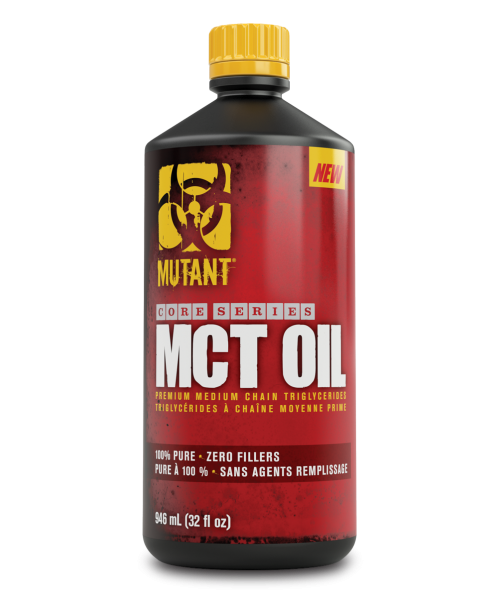 NEW
MUTANT®
CORE SERIES
MCT OIL
PREMIUM MEDIUM CHAIN TRIGLYCERIDES
TRIGLYCÉRIDES À CHAÎNE MOYENNE PRIME
100% PURE • ZERO FILLERS
PURE À 100 % • SANS AGENTS REMPLISSAGE
946 mL (32 fl oz)